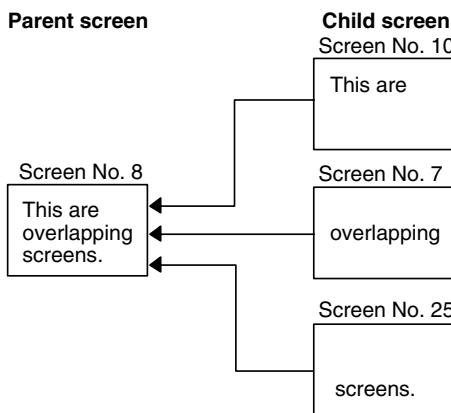 Parent screen
Child screen
Screen No. 10
This are
Screen No. 8
This are
overlapping
screens.
Screen No. 7
overlapping
Screen No. 25
screens.